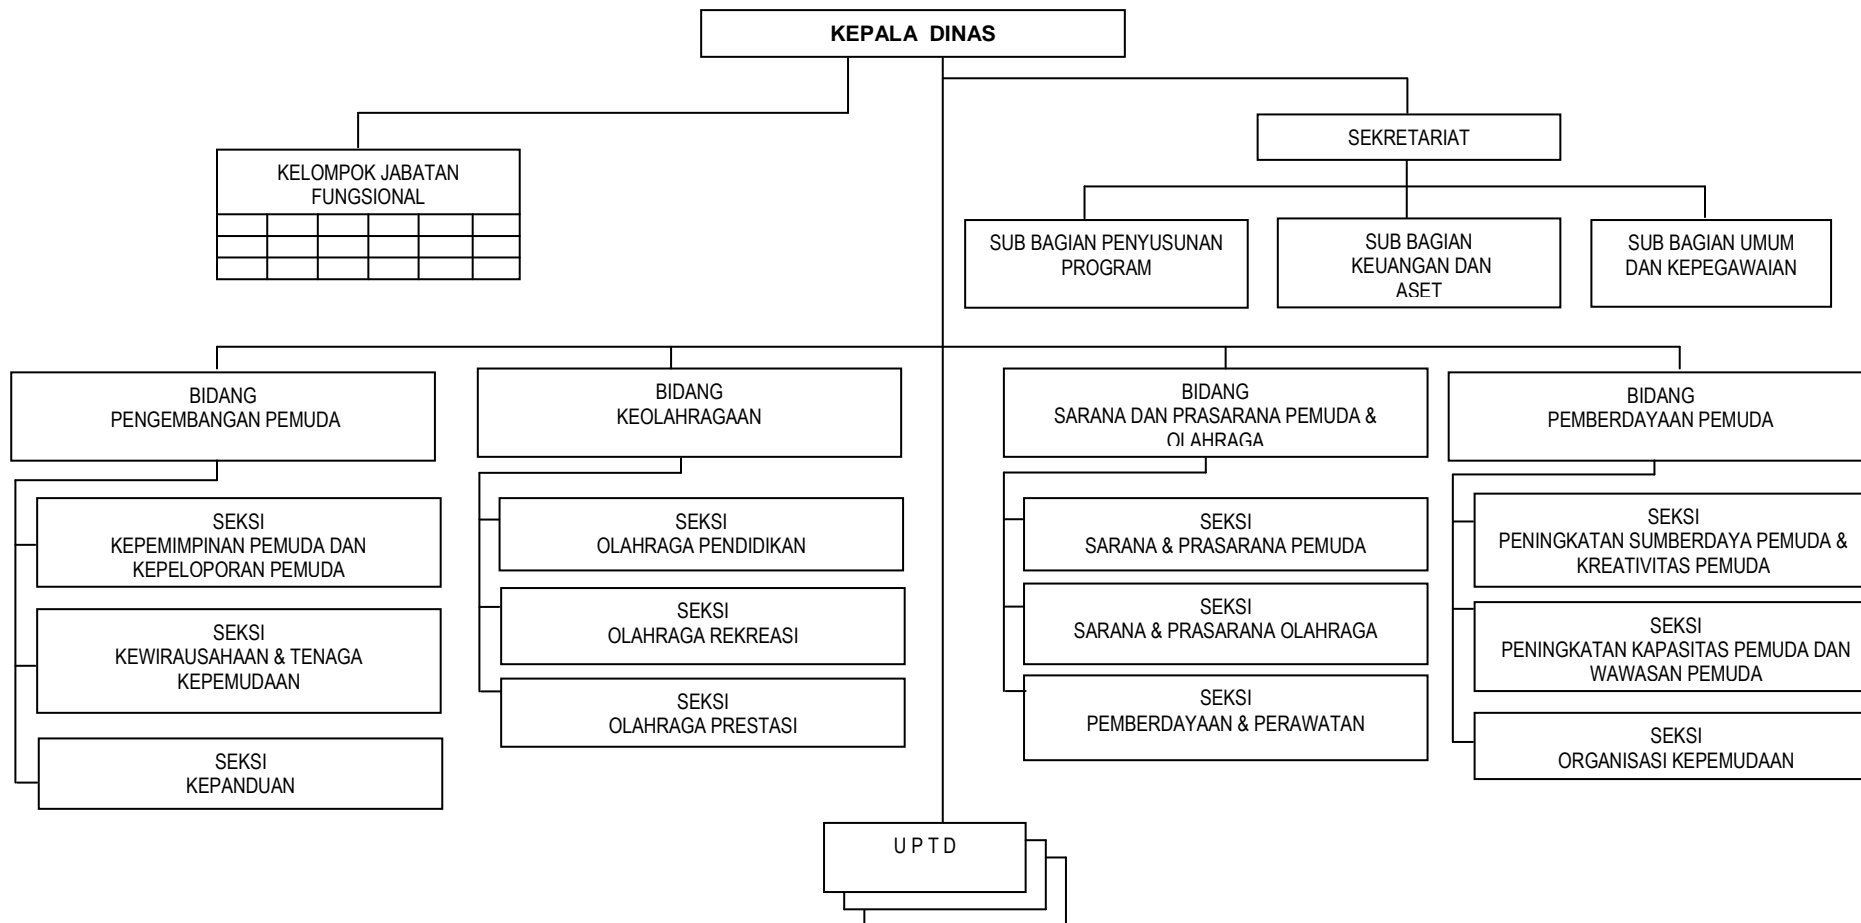 KEPALA DINAS
KELOMPOK JABATAN
FUNGSIONAL
SEKRETARIAT
SUB BAGIAN PENYUSUNAN
PROGRAM
SUB BAGIAN
KEUANGAN DAN
ASET
SUB BAGIAN UMUM
DAN KEPEGAWAIAN
BIDANG
PENGEMBANGAN PEMUDA
SEKSI
KEPEMIMPINAN PEMUDA DAN
KEPELOPORAN PEMUDA
SEKSI
KEWIRAUSAHAAN & TENAGA
KEPEMUDAAN
SEKSI
KEPANDUAN
BIDANG
KEOLAHRAGAAN
SEKSI
OLAHRAGA PENDIDIKAN
SEKSI
OLAHRAGA REKREASI
SEKSI
OLAHRAGA PRESTASI
BIDANG
SARANA DAN PRASARANA PEMUDA &
OLAHRAGA
SEKSI
SARANA & PRASARANA PEMUDA
SEKSI
SARANA & PRASARANA OLAHRAGA
SEKSI
PEMBERDAYAAN & PERAWATAN
BIDANG
PEMBERDAYAAN PEMUDA
SEKSI
PENINGKATAN SUMBERDAYA PEMUDA &
KREATIVITAS PEMUDA
SEKSI
PENINGKATAN KAPASITAS PEMUDA DAN
WAWASAN PEMUDA
SEKSI
ORGANISASI KEPEMUDAAN
U P T D